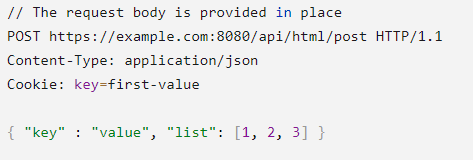 // The request body is provided in place
POST https://example.com:8080/api/html/post HTTP/1.1
Content-Type: application/json
Cookie: key=first-value

{ "key" : "value", "list": [1, 2, 3] }